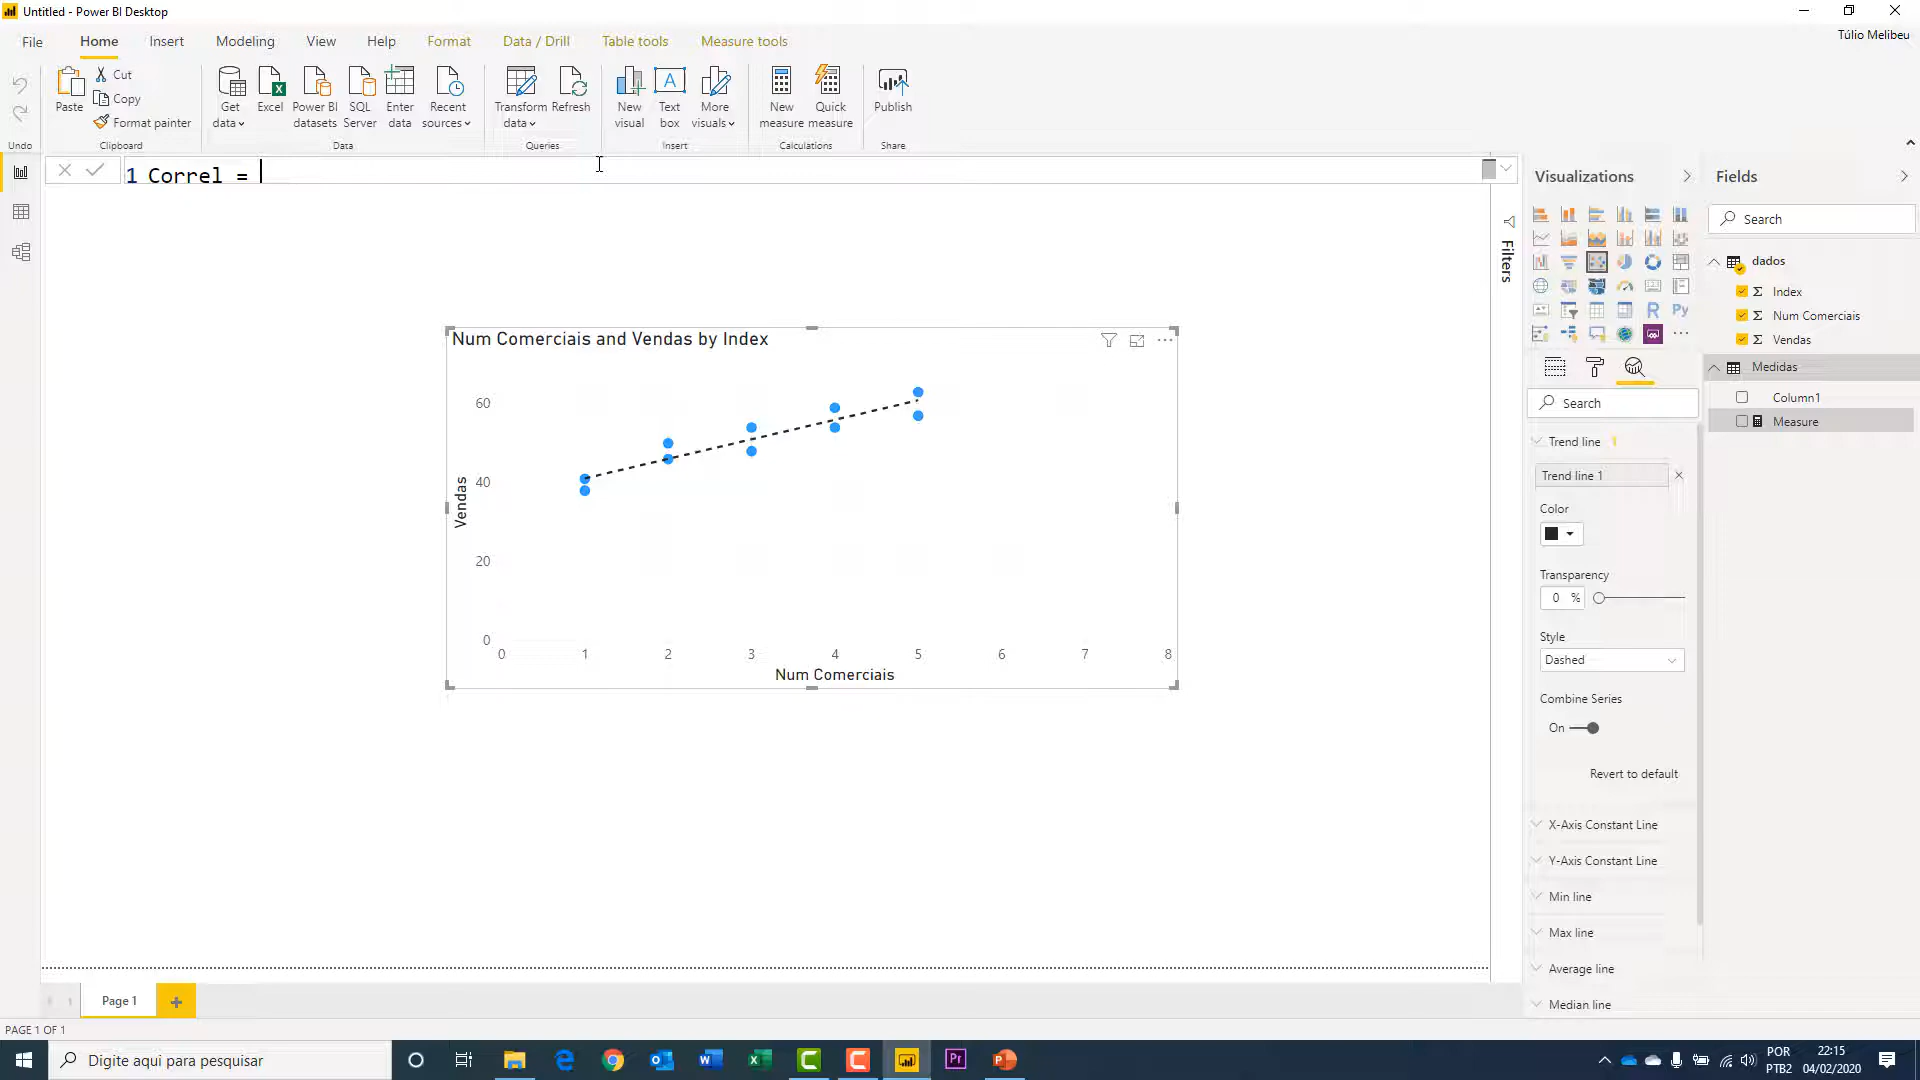 Untitled - Power BI Desktop
Túlio Melibeu
File Home Insert Modeling View Help Format Data / Drill Table tools Measure tools
Paste
Cut
Copy
Format painter
Get data
Excel
Power BI datasets
SQL Server
Enter data
Recent sources
Transform data
Refresh
New visual
Text box
More visuals
New measure
Quick measure
Publish
Undo Clipboard Data Queries Insert Calculations Share
1 Correl =
Filters
Num Comerciais and Vendas by Index
Vendas
60
40
20
0
0 1 2 3 4 5 6 7 8
Num Comerciais
Visualizations
R Py
Search
Trend line
Trend line 1
Color
Transparency
0 %
Style
Dashed
Combine Series
On
Revert to default
X-Axis Constant Line
Y-Axis Constant Line
Min line
Max line
Average line
Median line
Fields
Search
dados
Index
Num Comerciais
Vendas
Medidas
Column1
Measure
Page 1
PAGE 1 OF 1
Digite aqui para pesquisar
Pr
POR
PTB2
22:15
04/02/2020